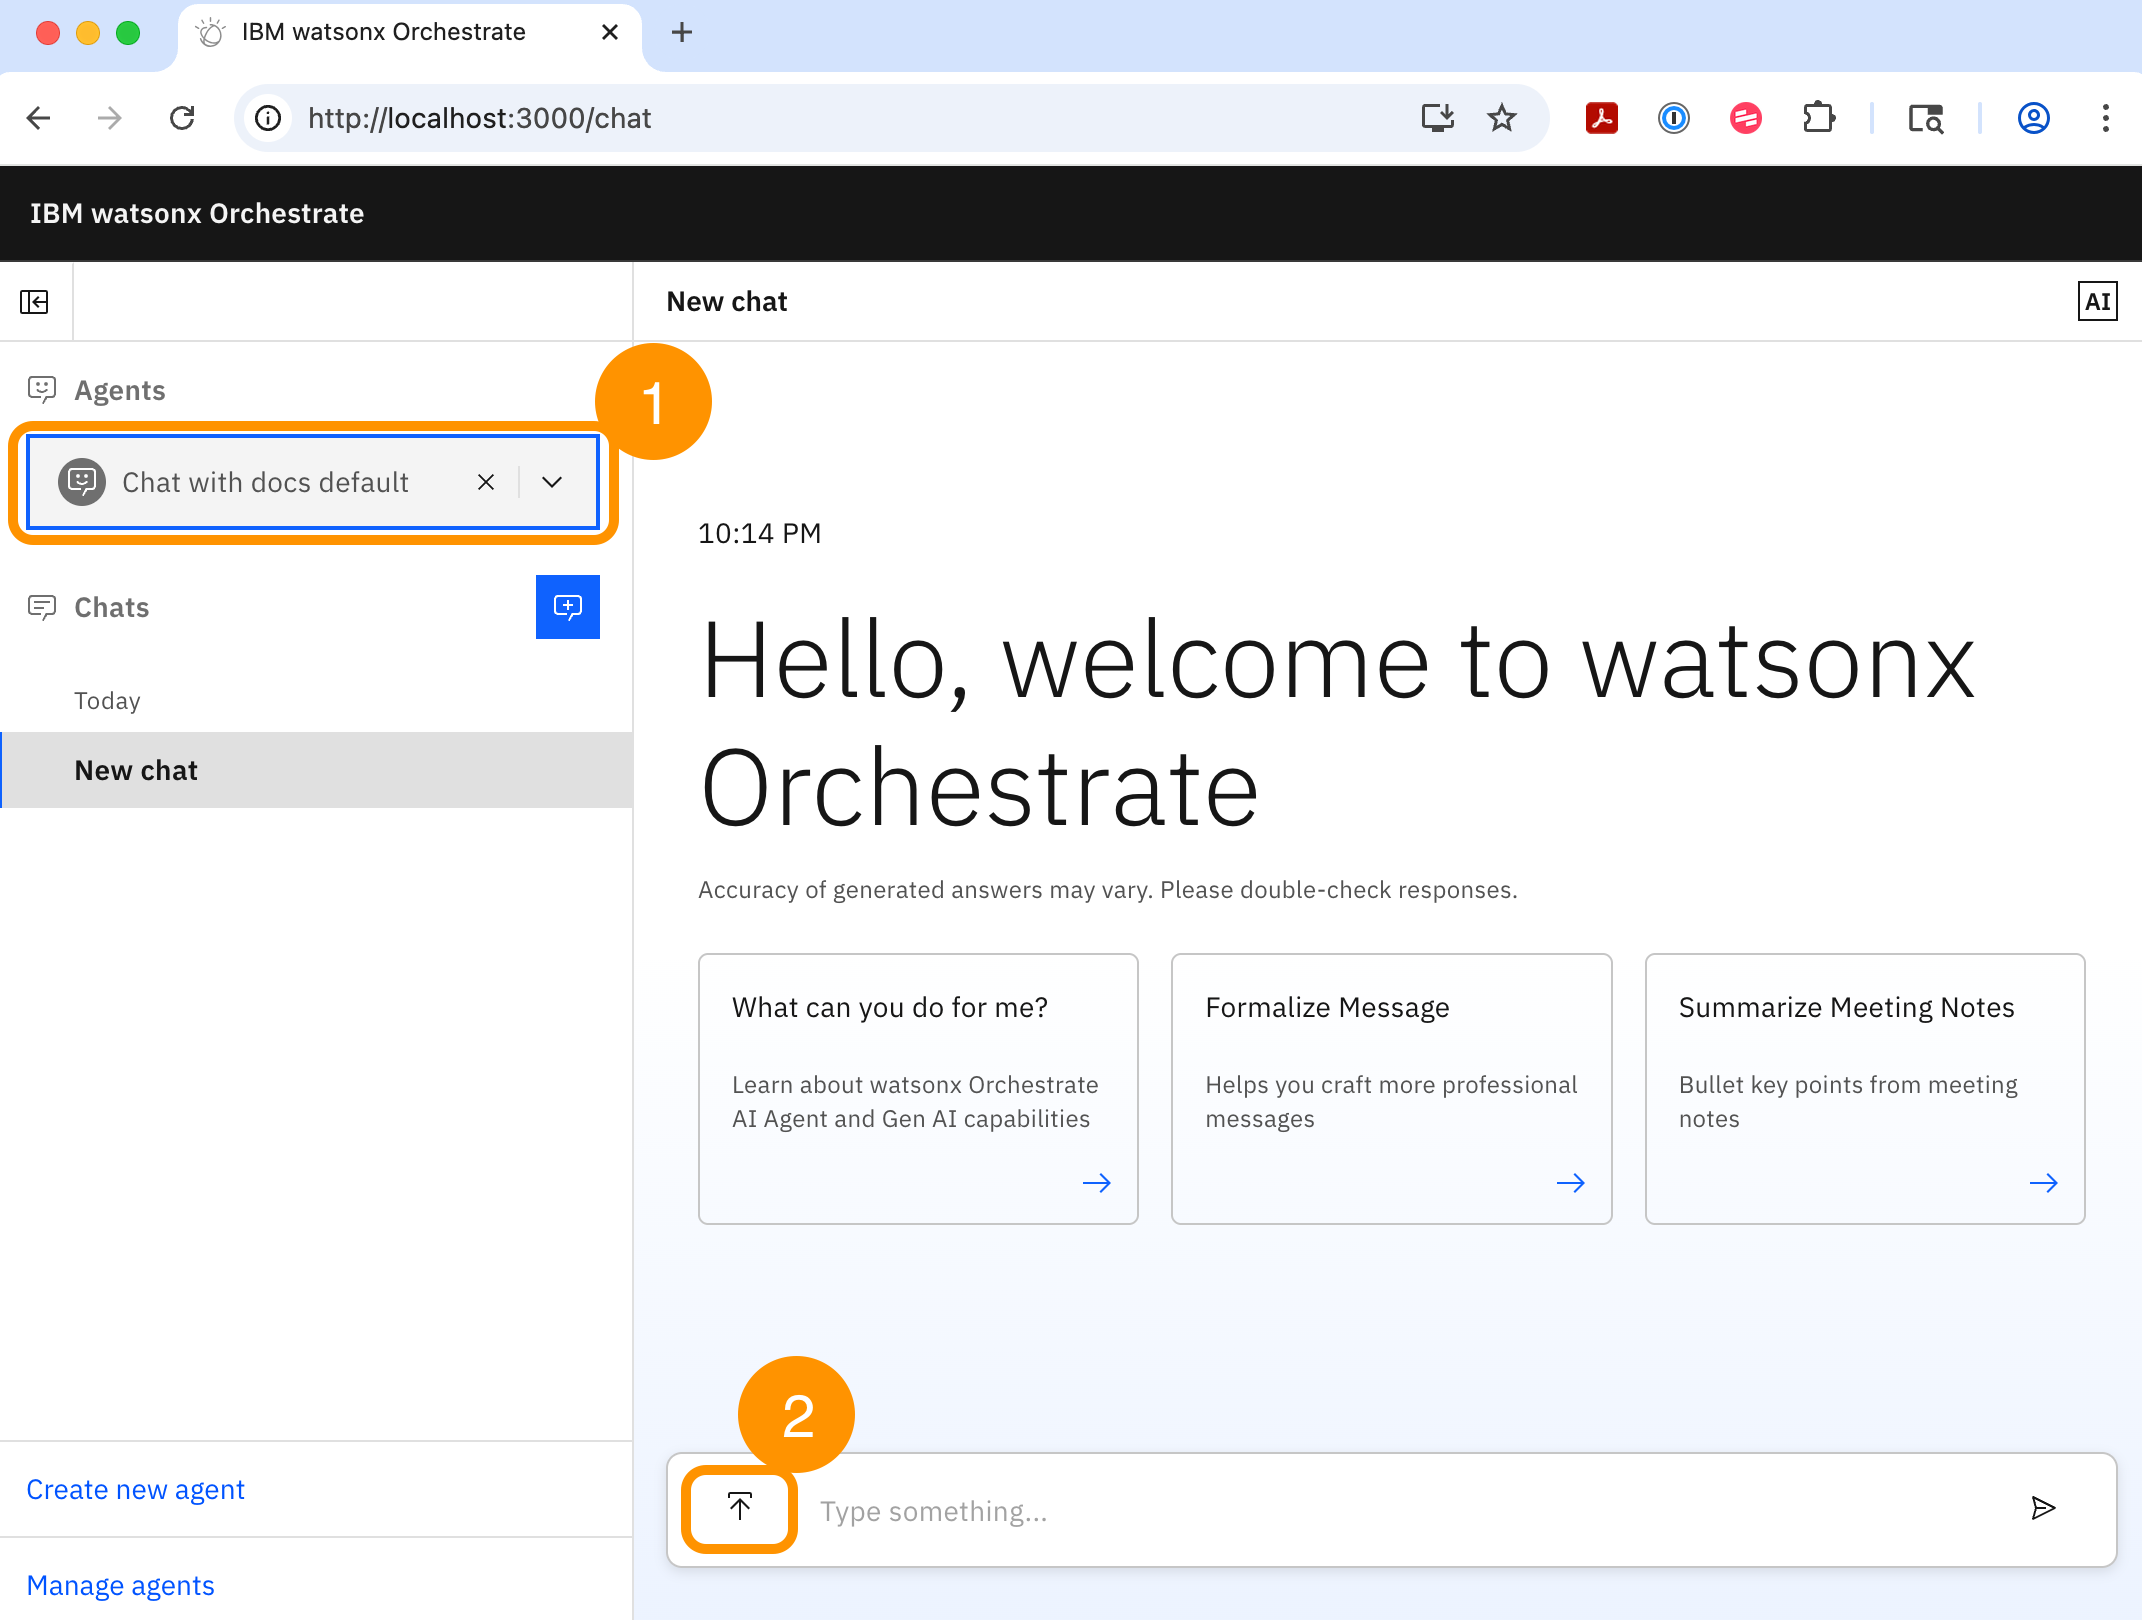 IBM watsonx Orchestrate
http://localhost:3000/chat
IBM watsonx Orchestrate
New chat
AI
Agents
1
Chat with docs default
Chats
Today
New chat
10:14 PM
Hello, welcome to watsonx
Orchestrate
Accuracy of generated answers may vary. Please double-check responses.
What can you do for me?
Learn about watsonx Orchestrate
AI Agent and Gen AI capabilities
Formalize Message
Helps you craft more professional
messages
Summarize Meeting Notes
Bullet key points from meeting
notes
2
Type something...
Create new agent
Manage agents